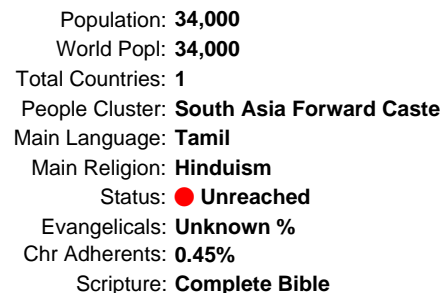 Population: 34,000
World Popl: 34,000
Total Countries: 1
People Cluster: South Asia Forward Caste
Main Language: Tamil
Main Religion: Hinduism
Status: Unreached
Evangelicals: Unknown %
Chr Adherents: 0.45%
Scripture: Complete Bible